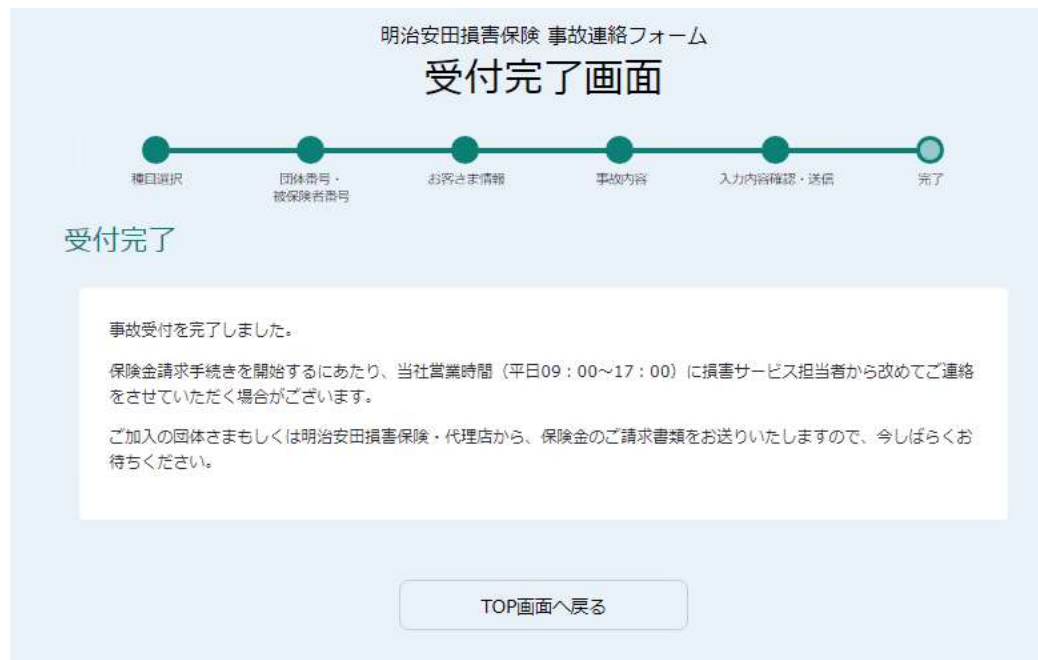 明治安田損害保険 事故連絡フォーム
受付完了画面
種目選択
団体番号・
被保険者番号
お客さま情報
事故内容
入力内容確認・送信
完了
受付完了
事故受付を完了しました。
保険金請求手続きを開始するにあたり、当社営業時間（平日09：00～17：00）に損害サービス担当者から改めてご連絡
をさせていただく場合がございます。
ご加入の団体さまもしくは明治安田損害保険・代理店から、保険金のご請求書類をお送りいたしますので、今しばらくお
待ちください。
TOP画面へ戻る